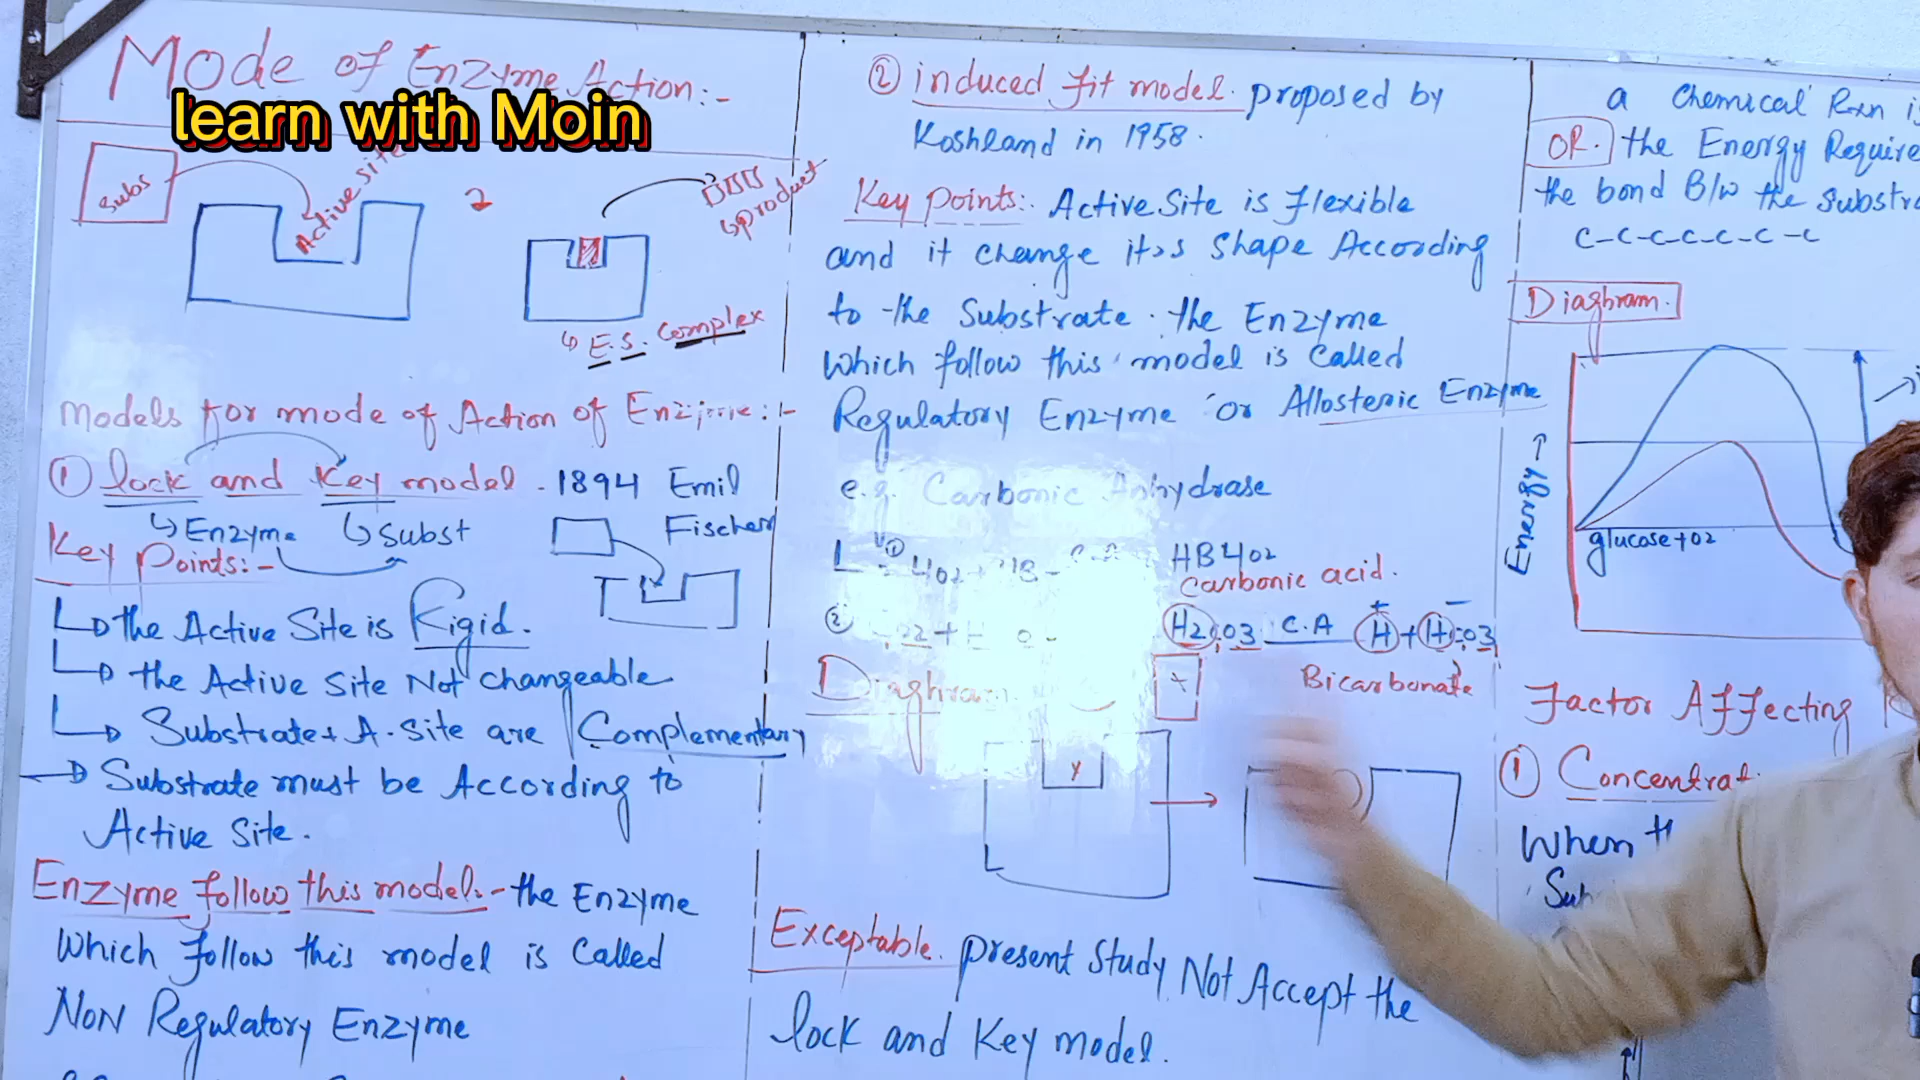 Mode of Enzyme Action:-
learn with Moin
Subs
Active site
2
Product
E.S. Complex
Models for mode of Action of Enzyme:-
① lock and Key model. 1894 Emil
Fischer
Enzyme
Subst
Key Points:-
the Active Site is Rigid.
the Active Site Not changeable
Substrate+ A.Site are Complementary
Substrate must be According to
Active Site.
Enzyme follow this model:- the Enzyme
Which follow this model is Called
NON Regulatory Enzyme
② induced fit model. proposed by
Koshland in 1958.
Key Points:. Active Site is flexible
and it change it,s Shape According
to the Substrate. the Enzyme
Which follow this model is Called
Regulatory Enzyme or Allosteric Enzyme
e.g. Carbonic Anhydrase
①
HB4O2
Carbonic acid.
②
C.A
Bicarbonate
Diaghram.
y
Exceptable. Present Study Not Accept the
lock and Key model.
a Chemical Rxn
OR. the Energy
the bond B/w the
C-C-C-C-C-C-C
Diaghram.
Energy →
glucose+O2
Factor Affecting
①
When